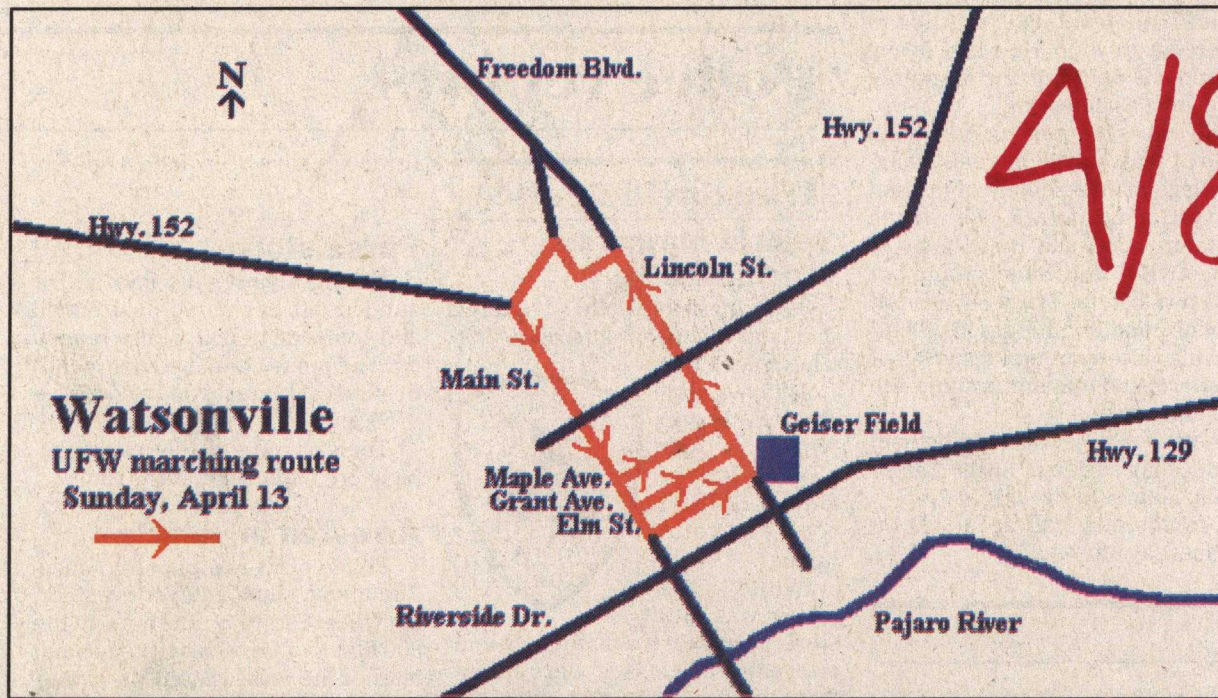 N
Freedom Blvd.
Hwy. 152
4/8
Hwy. 152
Lincoln St.
Main St.
Watsonville
UFW marching route
Sunday, April 13
Geiser Field
Hwy. 129
Maple Ave.
Grant Ave.
Elm St.
Riverside Dr.
Pajaro River